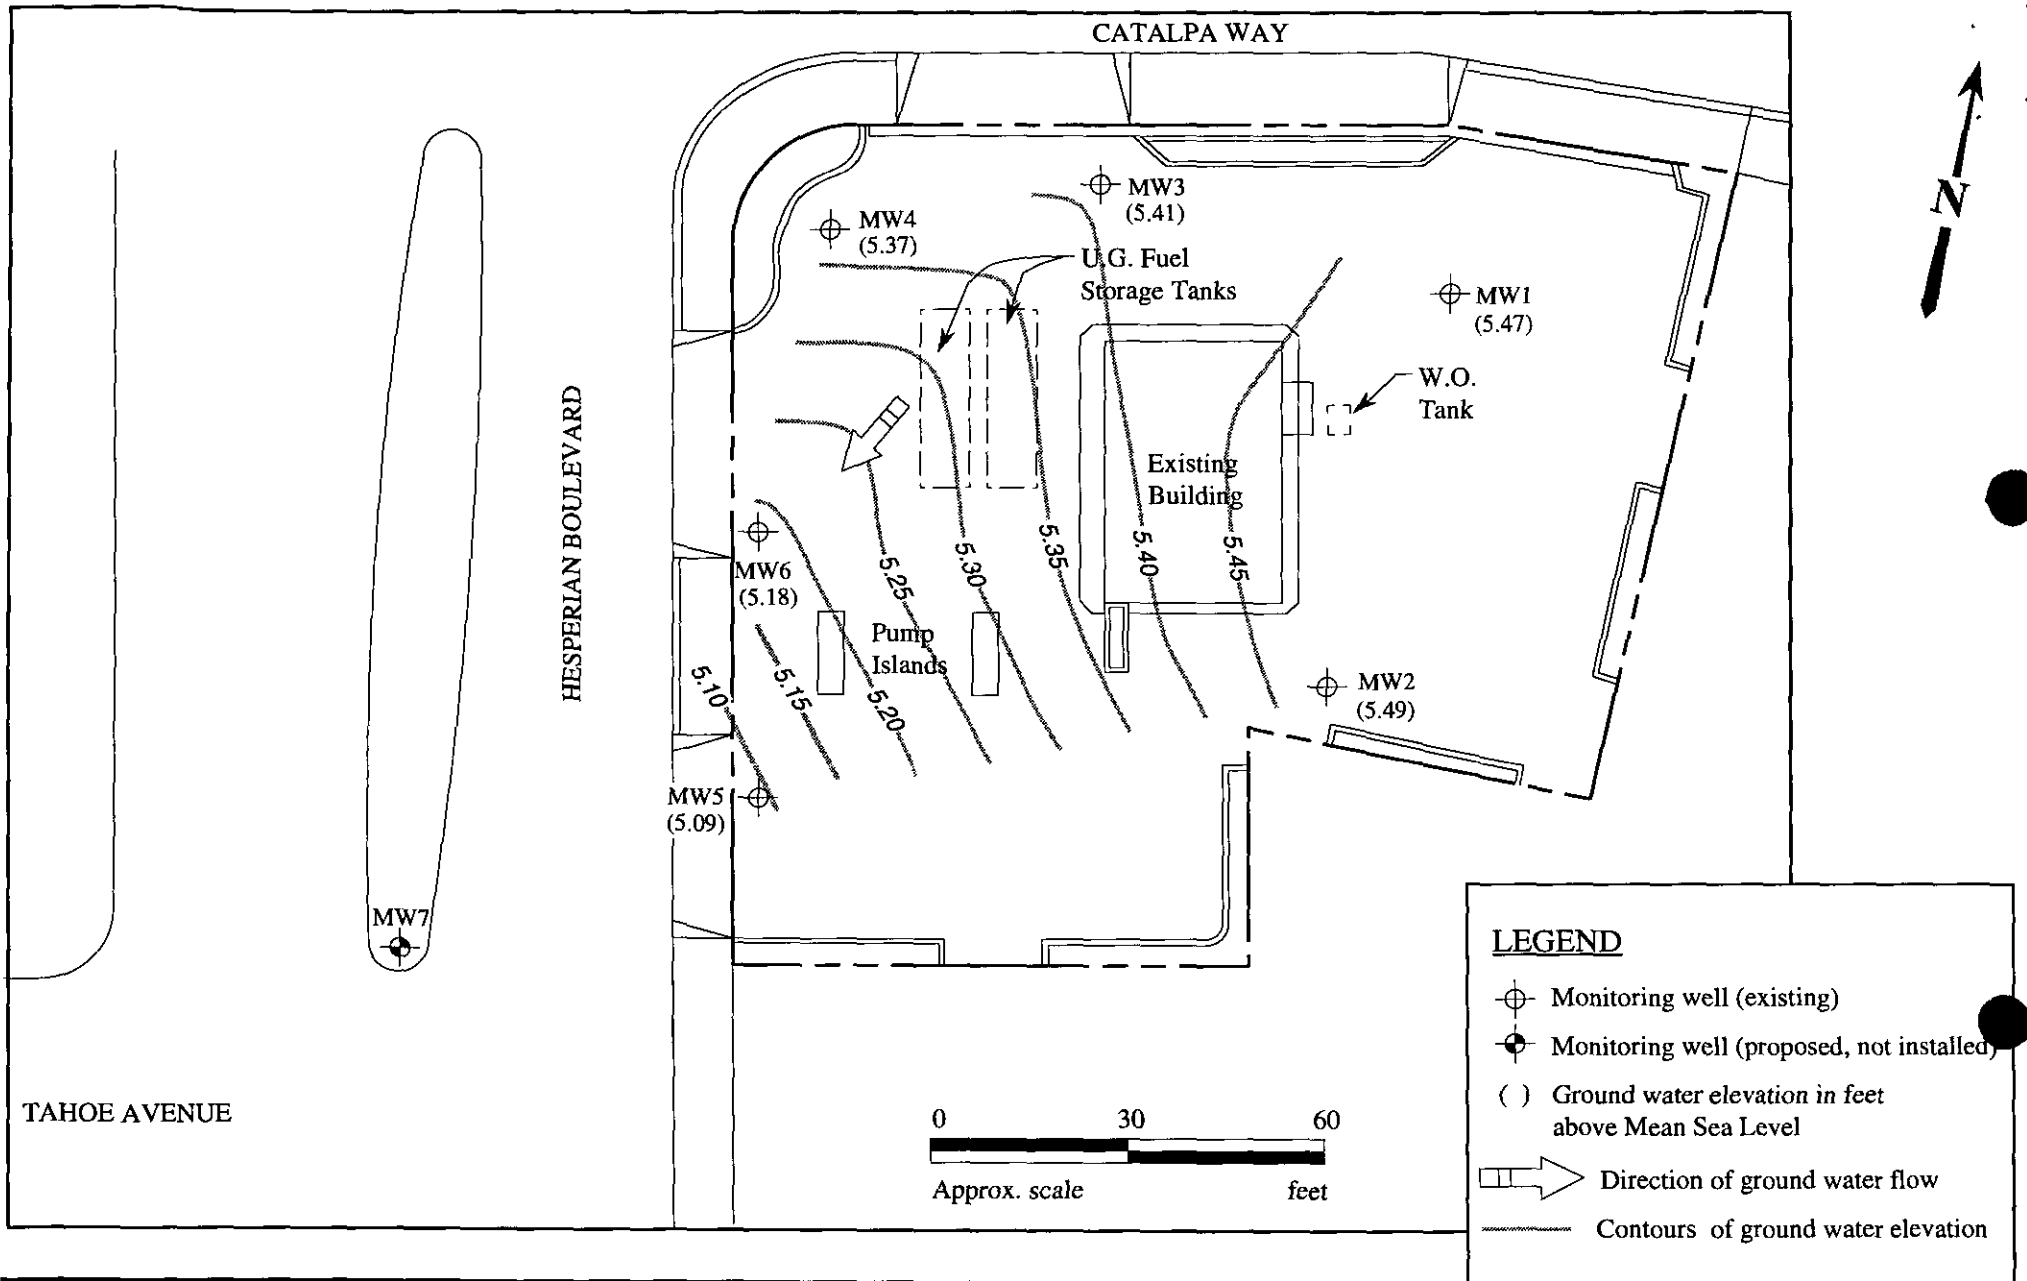 CATALPA WAY
MW3
(5.41)
MW4
(5.37)
U.G. Fuel
Storage Tanks
MW1
(5.47)
N
W.O.
Tank
HESPERIAN BOULEVARD
Existing
Building
MW6
(5.18)
5.25
5.30
5.35
5.40
5.45
Pump
Islands
5.10
5.15
5.20
MW2
(5.49)
MW5
(5.09)
MW7
TAHOE AVENUE
0 30 60
Approx. scale feet
LEGEND
Monitoring well (existing)
Monitoring well (proposed, not installed)
( ) Ground water elevation in feet
above Mean Sea Level
Direction of ground water flow
Contours of ground water elevation